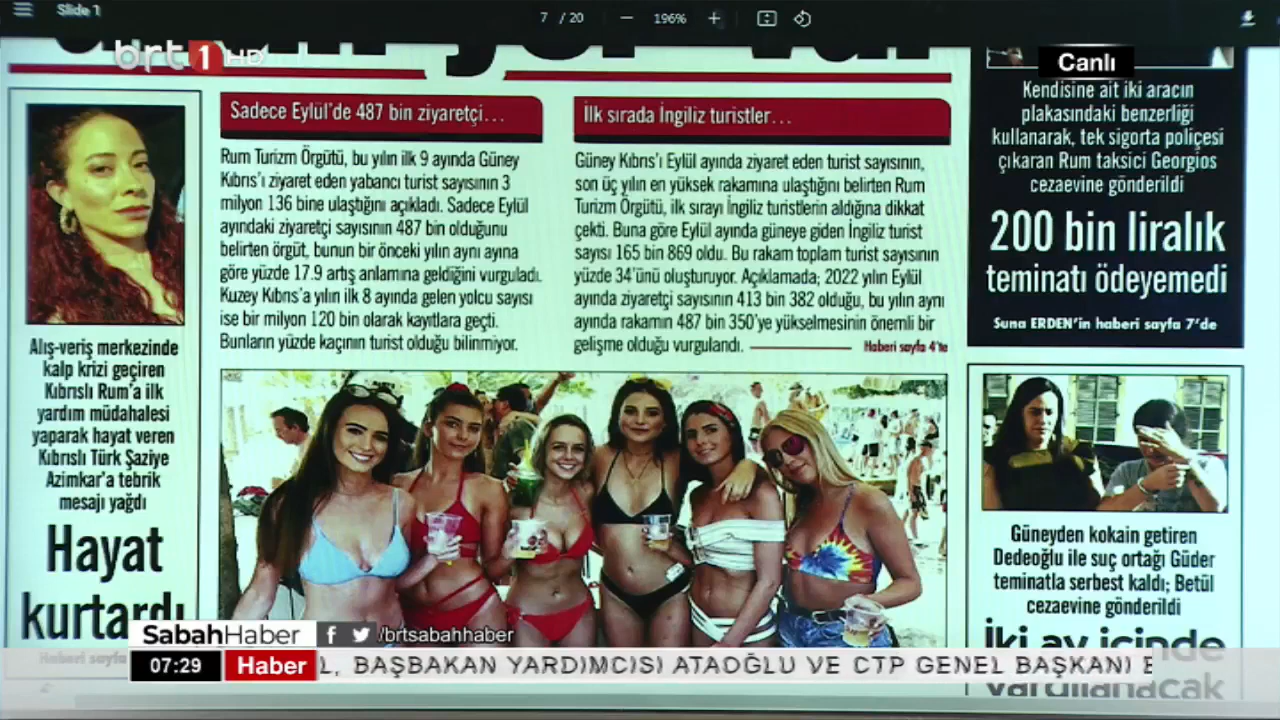 Slide 1
7 / 20
196%
brt 1 HD
Canlı
Sadece Eylül'de 487 bin ziyaretçi...
Rum Turizm Örgütü, bu yılın ilk 9 ayında Güney
Kıbrıs'ı ziyaret eden yabancı turist sayısının 3
milyon 136 bine ulaştığını açıkladı. Sadece Eylül
ayındaki ziyaretçi sayısının 487 bin olduğunu
belirten örgüt, bunun bir önceki yılın aynı ayına
göre yüzde 17.9 artış anlamına geldiğini vurguladı.
Kuzey Kıbrıs'a yılın ilk 8 ayında gelen yolcu sayısı
ise bir milyon 120 bin olarak kayıtlara geçti.
Bunların yüzde kaçının turist olduğu bilinmiyor.
İlk sırada İngiliz turistler...
Güney Kıbrıs'ı Eylül ayında ziyaret eden turist sayısının,
son üç yılın en yüksek rakamına ulaştığını belirten Rum
Turizm Örgütü, ilk sırayı İngiliz turistlerin aldığına dikkat
çekti. Buna göre Eylül ayında güneye giden İngiliz turist
sayısı 165 bin 869 oldu. Bu rakam toplam turist sayısının
yüzde 34'ünü oluşturuyor. Açıklamada; 2022 yılın Eylül
ayında ziyaretçi sayısının 413 bin 382 olduğu, bu yılın aynı
ayında rakamın 487 bin 350'ye yükselmesinin önemli bir
gelişme olduğu vurgulandı.
Haberi sayfa 4'te
Kendisine ait iki aracın
plakasındaki benzerliği
kullanarak, tek sigorta poliçesi
çıkaran Rum taksici Georgios
cezaevine gönderildi
200 bin liralık
teminatı ödeyemedi
Suna ERDEN'in haberi sayfa 7'de
Alış-veriş merkezinde
kalp krizi geçiren
Kıbrıslı Rum'a ilk
yardım müdahalesi
yaparak hayat veren
Kıbrıslı Türk Şaziye
Azimkar'a tebrik
mesajı yağdı
Hayat
kurtardı
Haberi sayfa
Güneyden kokain getiren
Dedeoğlu ile suç ortağı Güder
teminatla serbest kaldı; Betül
cezaevine gönderildi
İki ay içinde
yargılanacak
SabahHaber
/brtsabahhaber
07:29
Haber
L, BAŞBAKAN YARDIMCISI ATAOĞLU VE CTP GENEL BAŞKANI